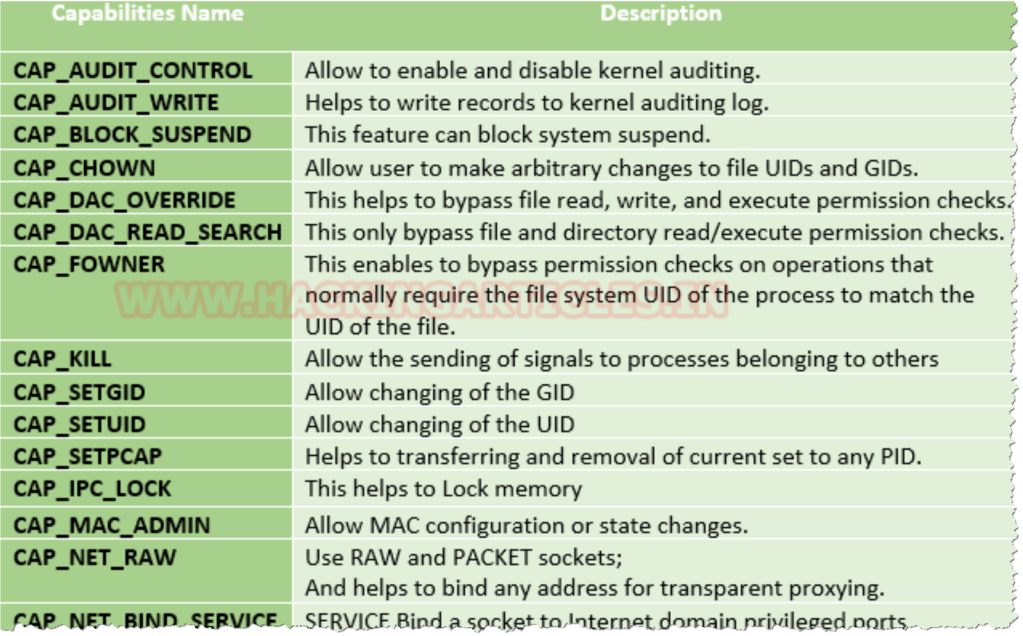 Capabilities Name Description
CAP_AUDIT_CONTROL Allow to enable and disable kernel auditing.
CAP_AUDIT_WRITE Helps to write records to kernel auditing log.
CAP_BLOCK_SUSPEND This feature can block system suspend.
CAP_CHOWN Allow user to make arbitrary changes to file UIDs and GIDs.
CAP_DAC_OVERRIDE This helps to bypass file read, write, and execute permission checks.
CAP_DAC_READ_SEARCH This only bypass file and directory read/execute permission checks.
CAP_FOWNER This enables to bypass permission checks on operations that
WWW.HACKINGARTICLES.IN
normally require the file system UID of the process to match the
UID of the file.
CAP_KILL Allow the sending of signals to processes belonging to others
CAP_SETGID Allow changing of the GID
CAP_SETUID Allow changing of the UID
CAP_SETPCAP Helps to transferring and removal of current set to any PID.
CAP_IPC_LOCK This helps to Lock memory
CAP_MAC_ADMIN Allow MAC configuration or state changes.
CAP_NET_RAW Use RAW and PACKET sockets;
And helps to bind any address for transparent proxying.
CAP_NET_BIND_SERVICE SERVICE Bind a socket to Internet domain privileged ports